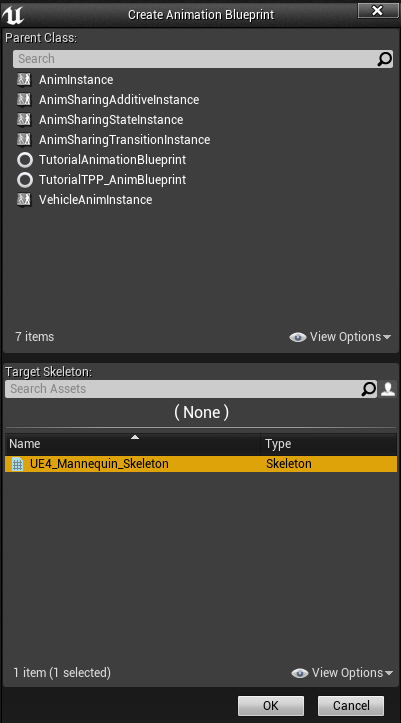 Create Animation Blueprint
Parent Class:
Search
AnimInstance
AnimSharingAdditiveInstance
AnimSharingStateInstance
AnimSharingTransitionInstance
TutorialAnimationBlueprint
TutorialTPP_AnimBlueprint
VehicleAnimInstance
7 items View Options
Target Skeleton:
Search Assets
( None )
Name Type
UE4_Mannequin_Skeleton Skeleton
1 item (1 selected) View Options
OK Cancel